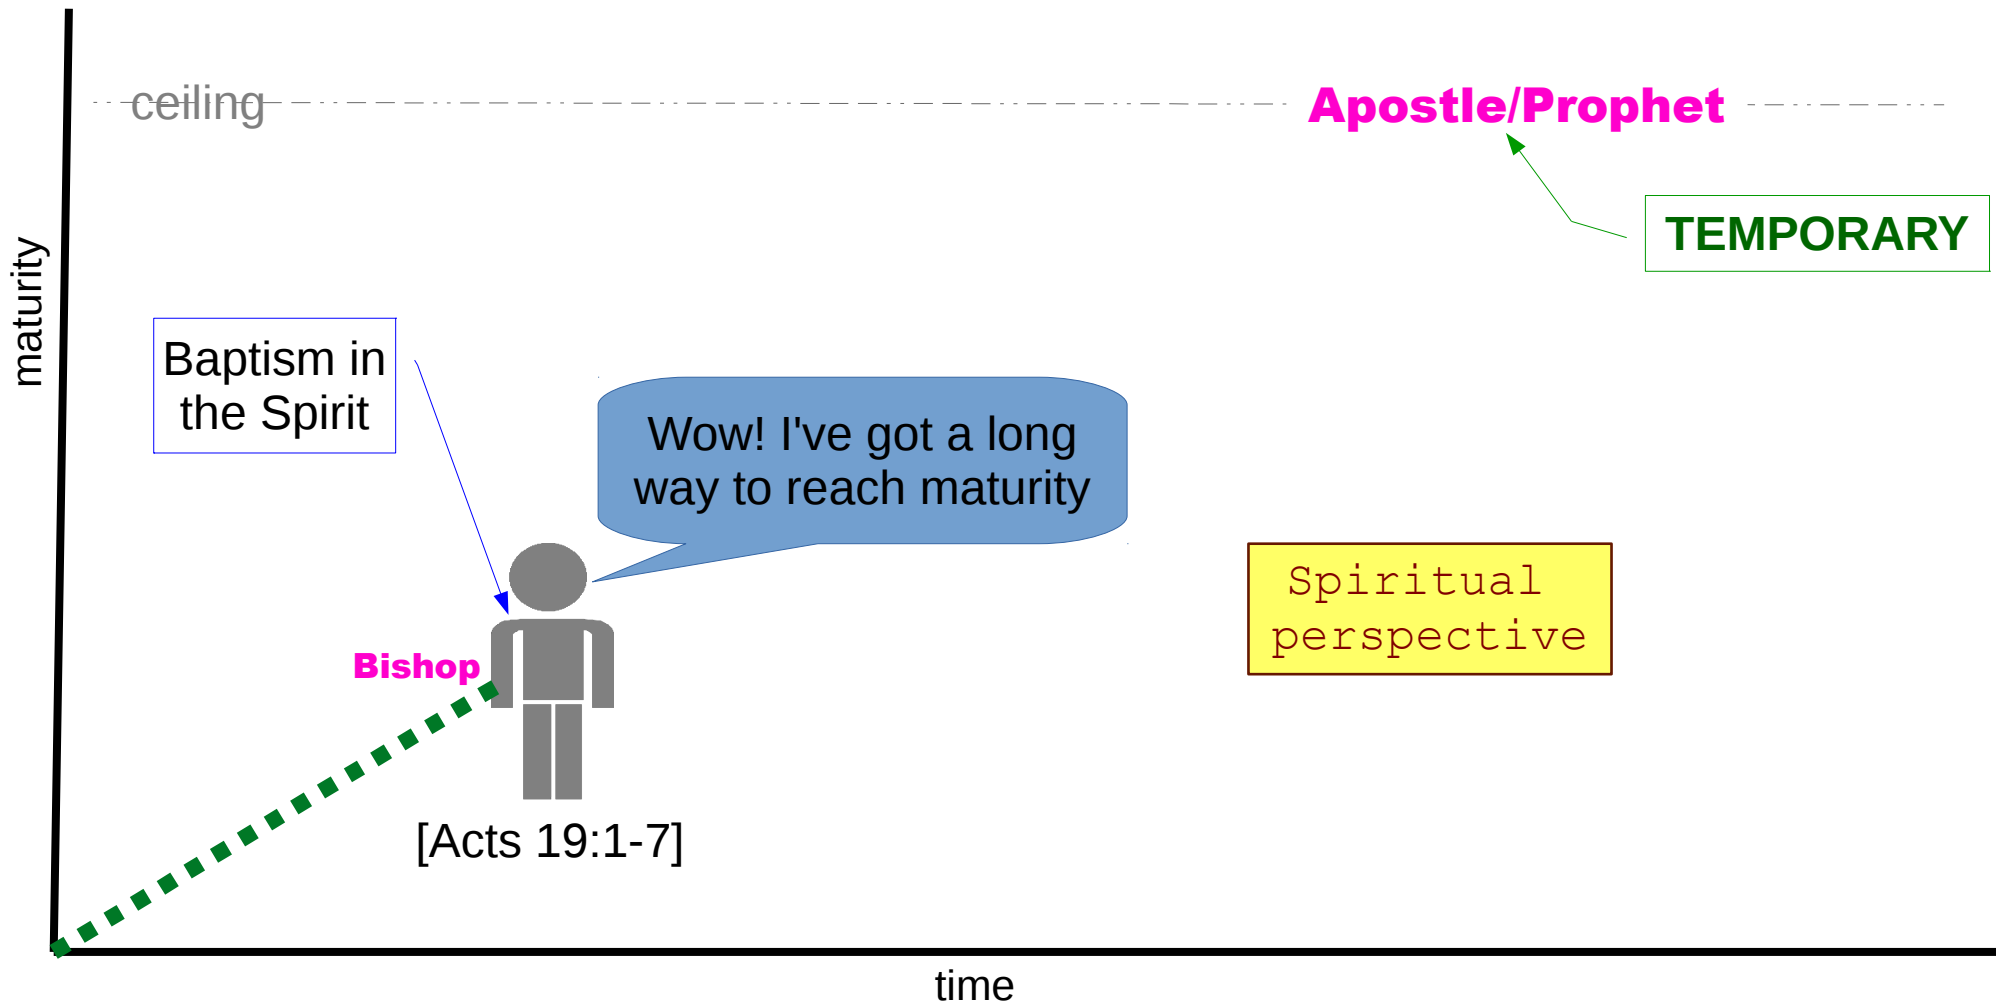 ceiling
Apostle/Prophet
TEMPORARY
maturity
Baptism in
the Spirit
Wow! I've got a long
way to reach maturity
Spiritual
perspective
Bishop
[Acts 19:1-7]
time